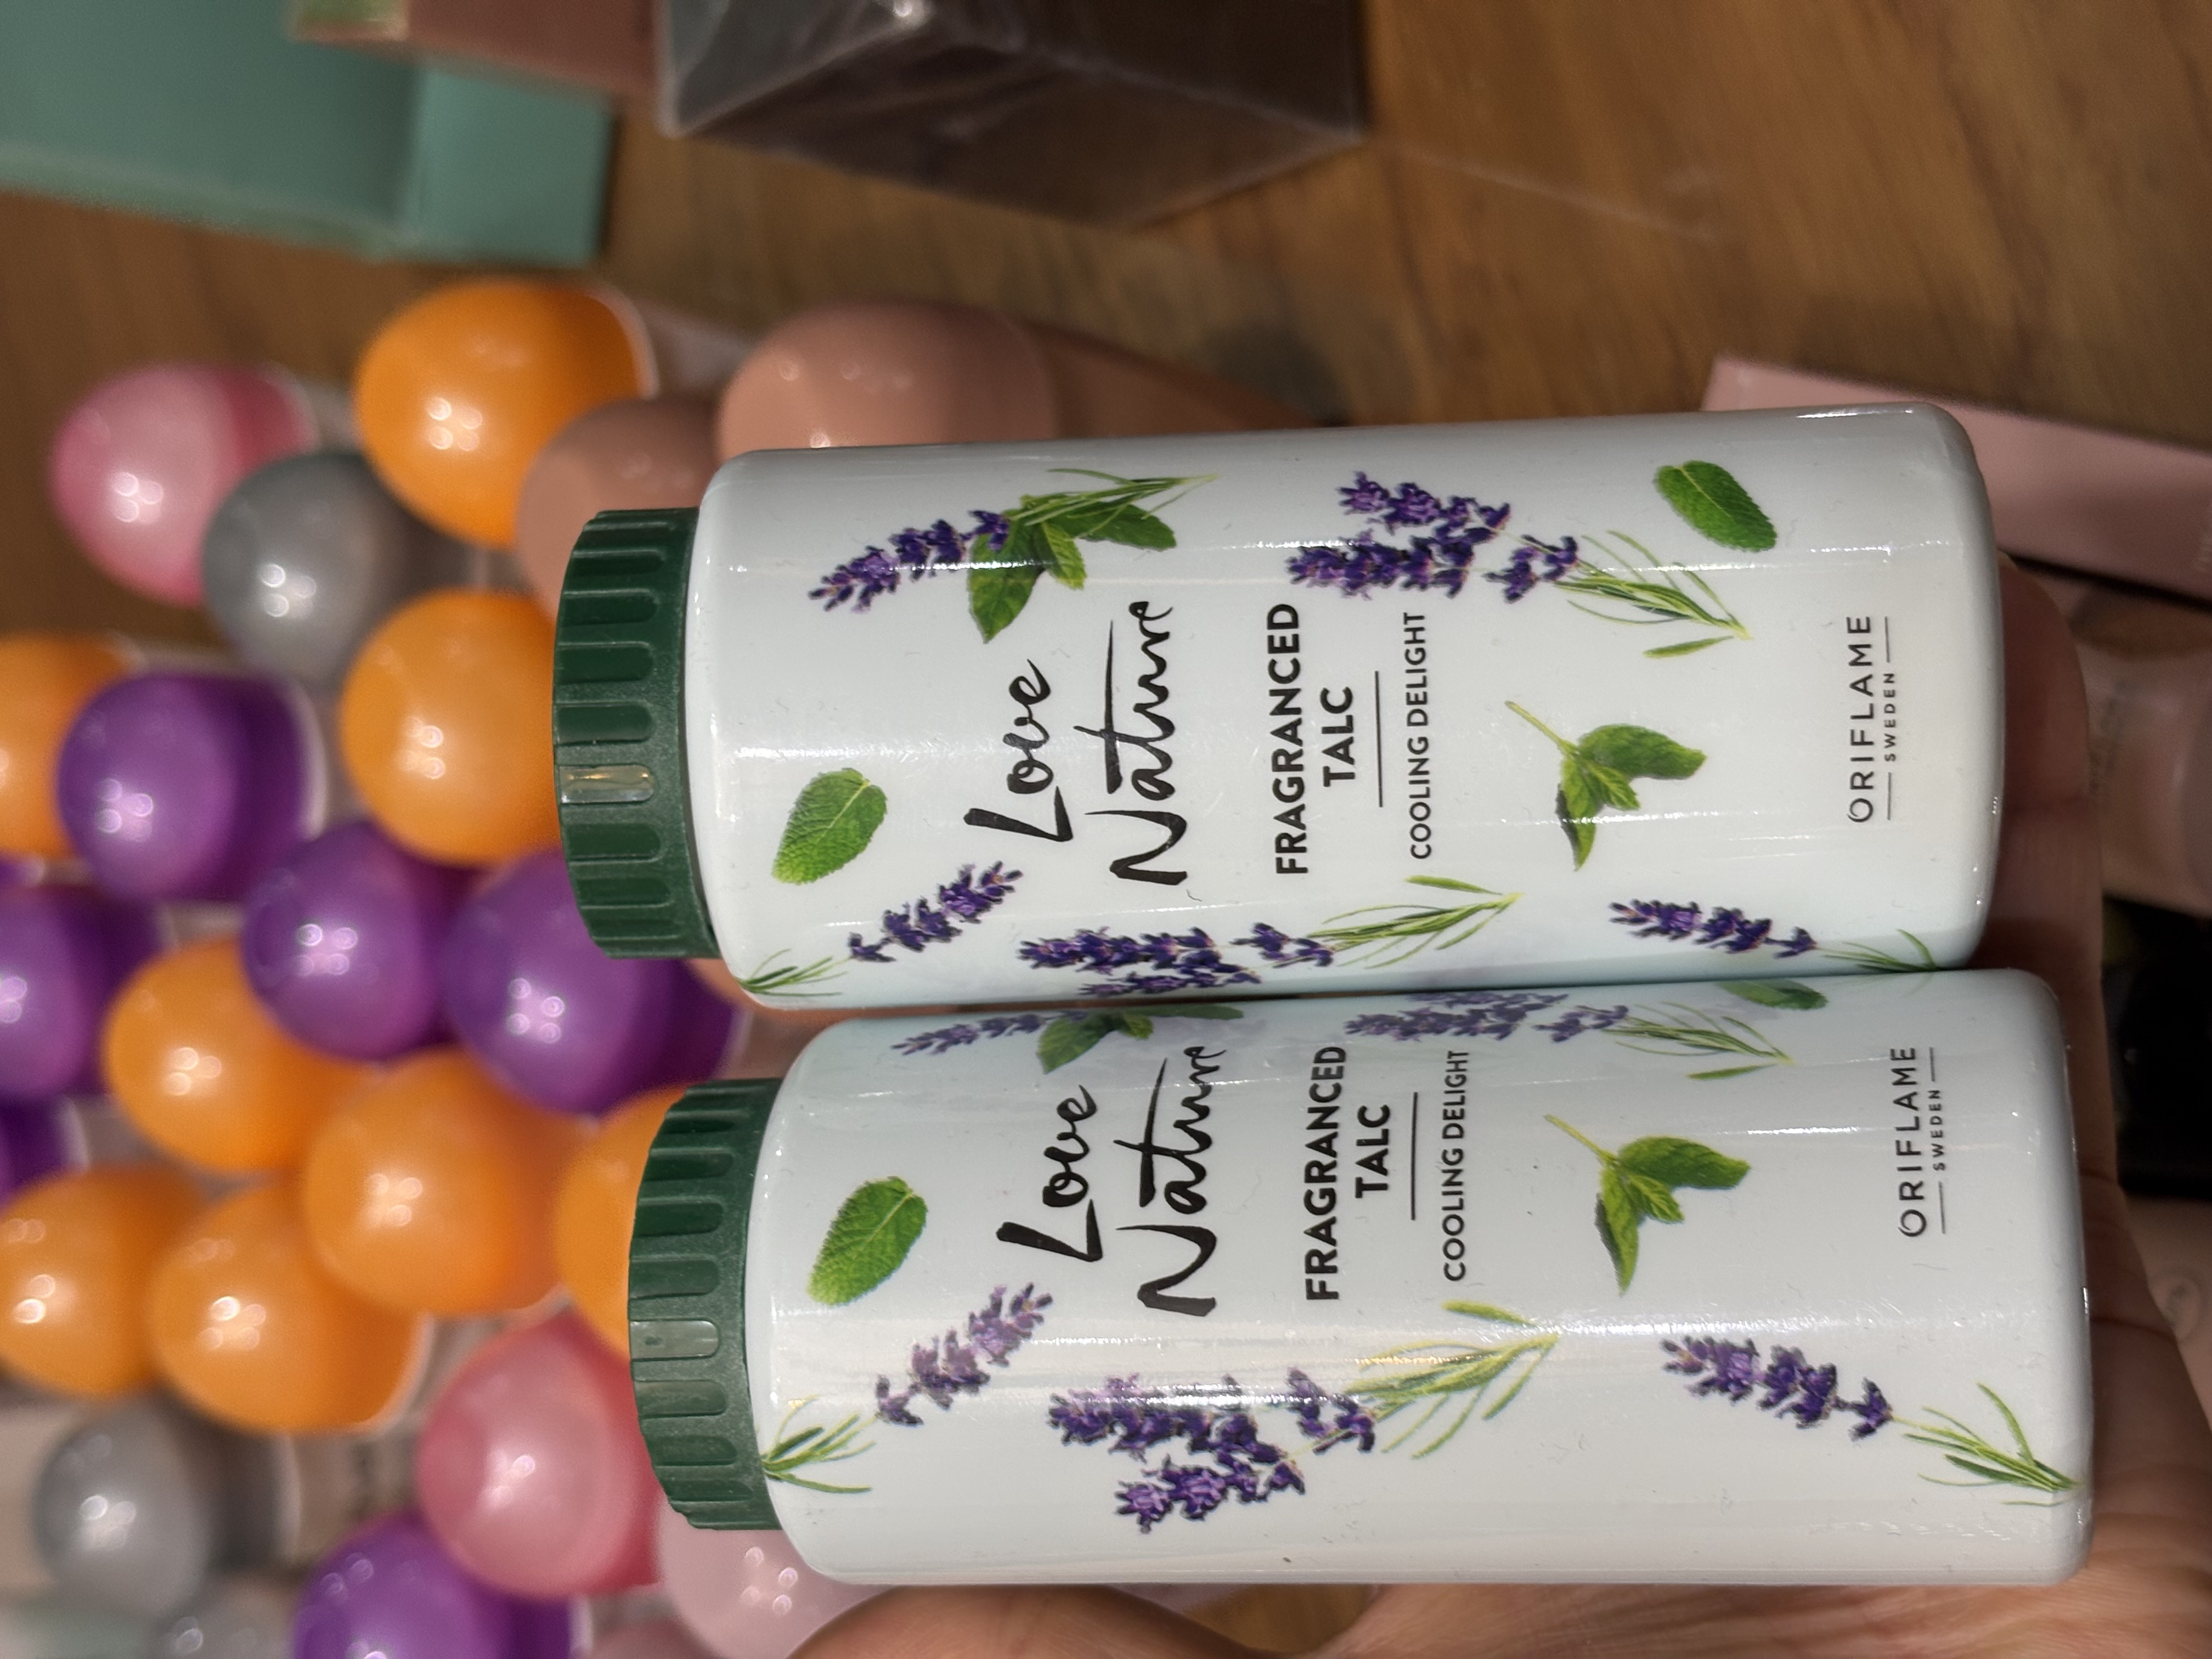 Love
Nature
FRAGRANCED
TALC
COOLING DELIGHT
ORIFLAME
SWEDEN
Love
Nature
FRAGRANCED
TALC
COOLING DELIGHT
ORIFLAME
SWEDEN